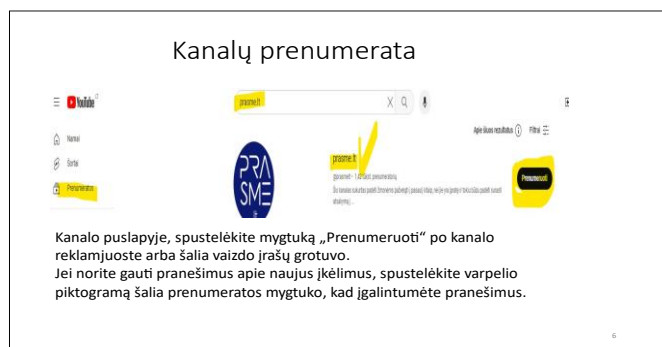 Kanalų prenumerata
YouTube LT
prasme.lt
Apie šiuos rezultatus
Filtrai
Namai
Šortai
Prenumeratos
PRA
SME
prasme.lt
Prenumeruoti
Kanalo puslapyje, spustelėkite mygtuką „Prenumeruoti“ po kanalo
reklamjuoste arba šalia vaizdo įrašų grotuvo.
Jei norite gauti pranešimus apie naujus įkėlimus, spustelėkite varpelio
piktogramą šalia prenumeratos mygtuko, kad įgalintumėte pranešimus.
6